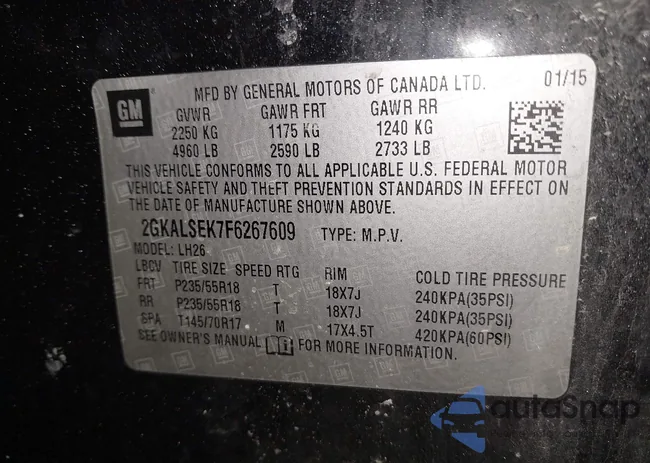 GM
MFD BY GENERAL MOTORS OF CANADA LTD. 01/15
GVWR GAWR FRT GAWR RR
2250 KG 1175 KG 1240 KG
4960 LB 2590 LB 2733 LB
THIS VEHICLE CONFORMS TO ALL APPLICABLE U.S. FEDERAL MOTOR
VEHICLE SAFETY AND THEFT PREVENTION STANDARDS IN EFFECT ON
THE DATE OF MANUFACTURE SHOWN ABOVE.
2GKALSEK7F6267609 TYPE: M.P.V.
MODEL: LH26
LBCV TIRE SIZE SPEED RTG RIM COLD TIRE PRESSURE
FRT P235/55R18 T 18X7J 240KPA(35PSI)
RR P235/55R18 T 18X7J 240KPA(35PSI)
SPA T145/70R17 M 17X4.5T 420KPA(60PSI)
SEE OWNER'S MANUAL i FOR MORE INFORMATION.
autoSnap